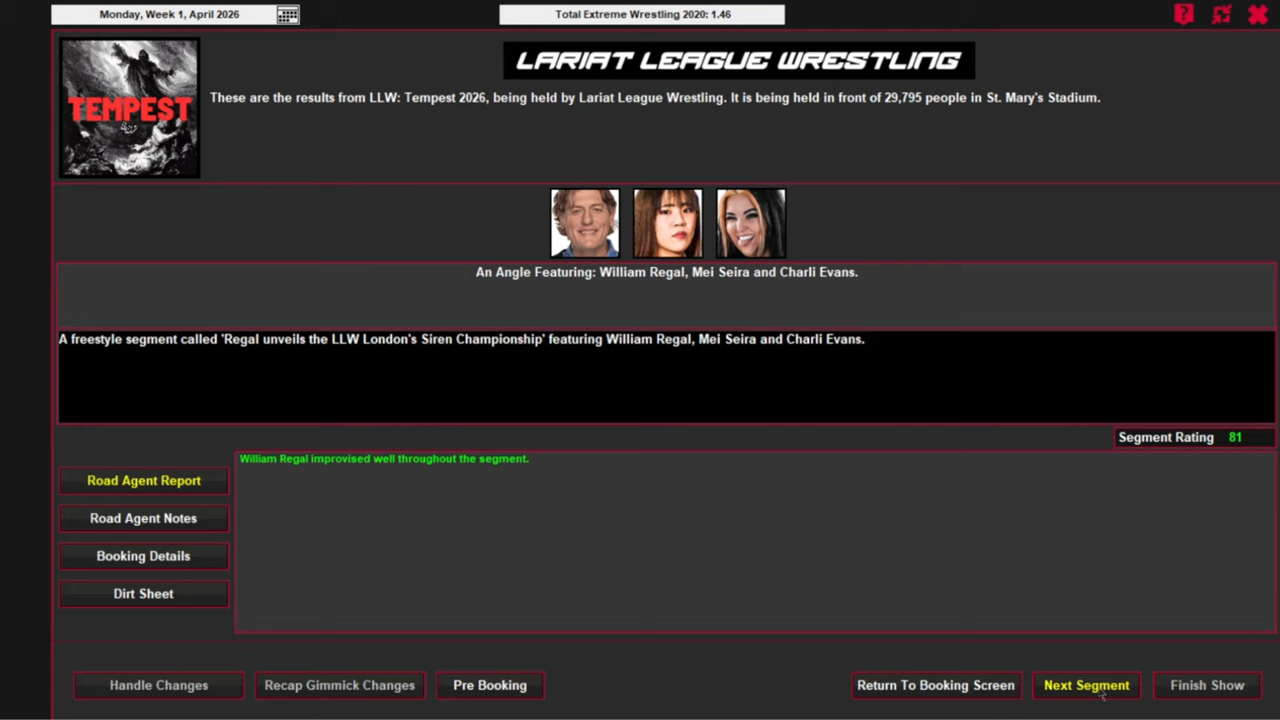 Monday, Week 1, April 2026
Total Extreme Wrestling 2020: 1.46
?
TEMPEST
LARIAT LEAGUE WRESTLING
These are the results from LLW: Tempest 2026, being held by Lariat League Wrestling. It is being held in front of 29,795 people in St. Mary's Stadium.
An Angle Featuring: William Regal, Mei Seira and Charli Evans.
A freestyle segment called 'Regal unveils the LLW London's Siren Championship' featuring William Regal, Mei Seira and Charli Evans.
Segment Rating 81
William Regal improvised well throughout the segment.
Road Agent Report
Road Agent Notes
Booking Details
Dirt Sheet
Handle Changes
Recap Gimmick Changes
Pre Booking
Return To Booking Screen
Next Segment
Finish Show